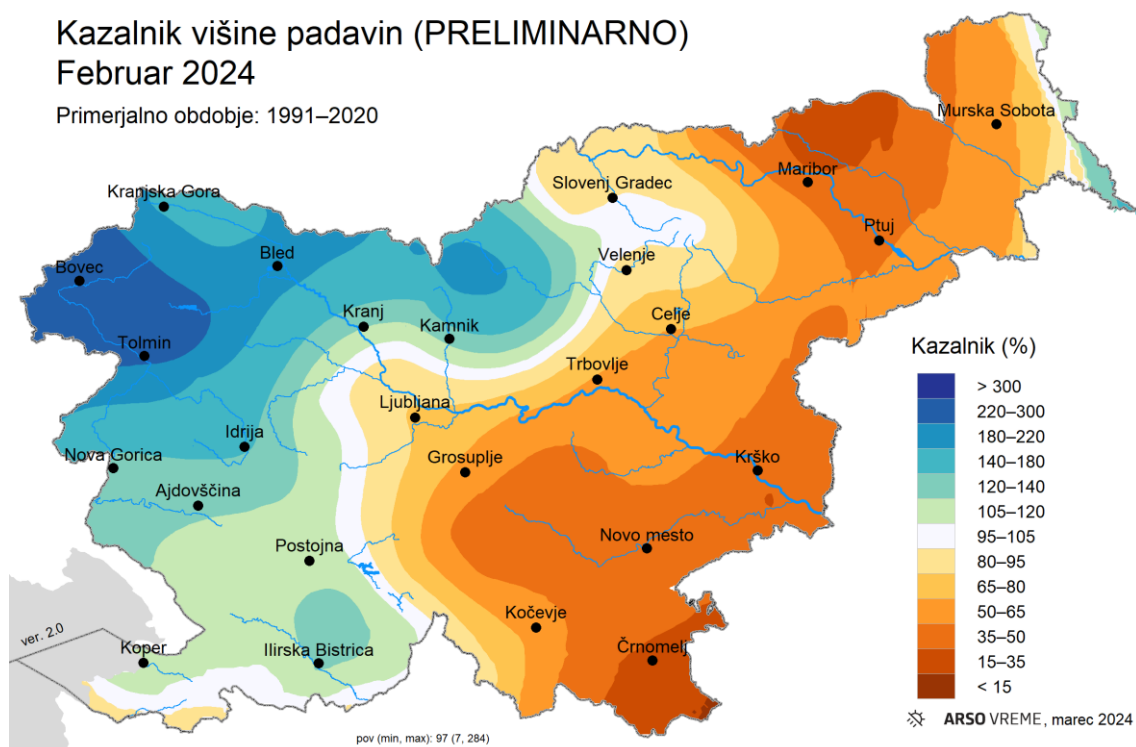 Kazalnik višine padavin (PRELIMINARNO)
Februar 2024
Primerjalno obdobje: 1991–2020
Murska Sobota
Maribor
Slovenj Gradec
Kranjska Gora
Ptuj
Bled
Velenje
Bovec
Celje
Kranj
Kamnik
Tolmin
Trbovlje
Ljubljana
Idrija
Nova Gorica
Grosuplje
Krško
Ajdovščina
Novo mesto
Postojna
Kočevje
Črnomelj
Koper
Ilirska Bistrica
ver. 2.0
Kazalnik (%)
> 300
220–300
180–220
140–180
120–140
105–120
95–105
80–95
65–80
50–65
35–50
15–35
< 15
ARSO VREME, marec 2024
pov (min, max): 97 (7, 284)